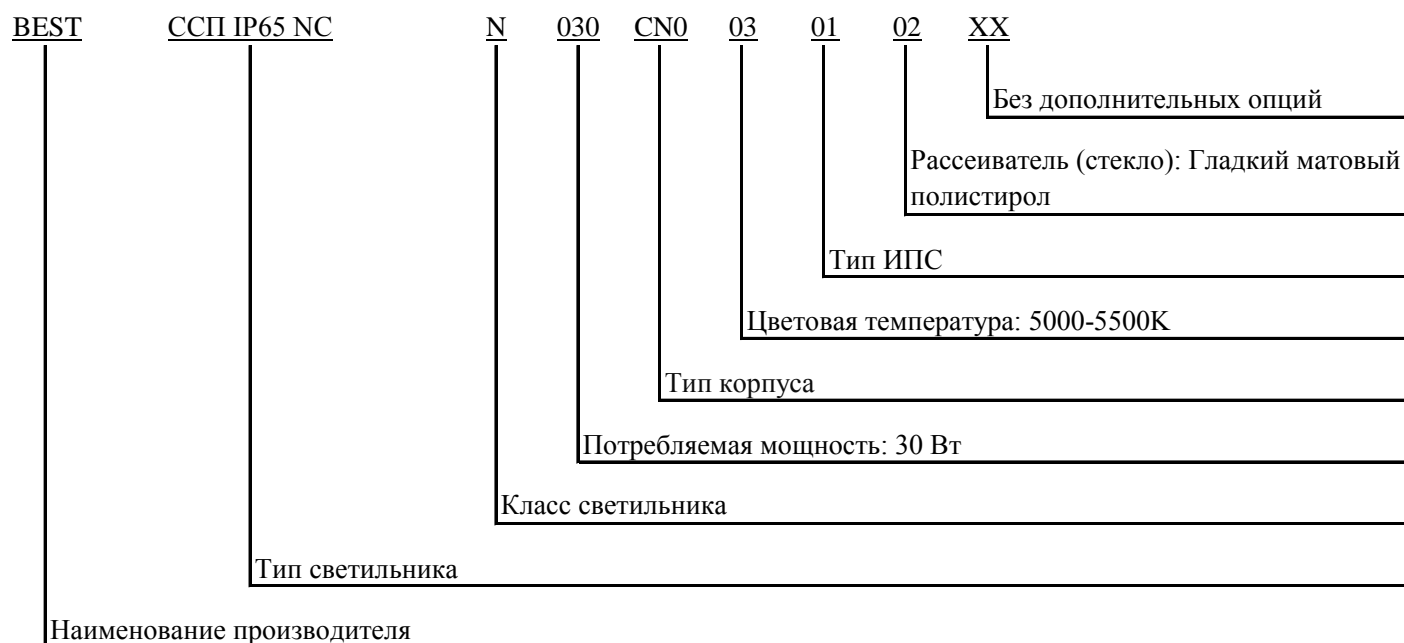 BEST ССП IP65 NC N 030 CN0 03 01 02 XX
Без дополнительных опций
Рассеиватель (стекло): Гладкий матовый
полистирол
Тип ИПС
Цветовая температура: 5000-5500K
Тип корпуса
Потребляемая мощность: 30 Вт
Класс светильника
Тип светильника
Наименование производителя